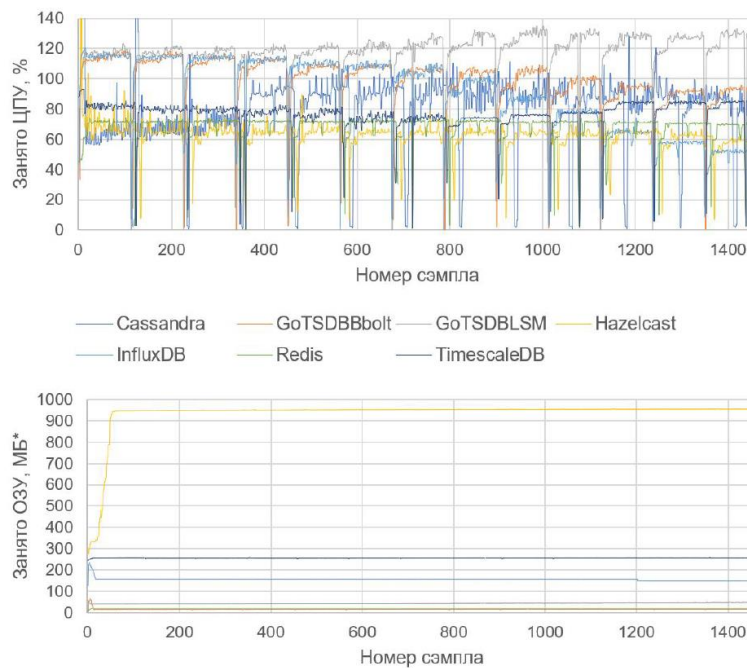 140
120
100
80
60
40
20
0
Занято ЦПУ, %
0 200 400 600 800 1000 1200 1400
Номер сэмпла
Cassandra GoTSDBBbolt GoTSDBLSM Hazelcast
InfluxDB Redis TimescaleDB
1000
900
800
700
600
500
400
300
200
100
0
Занято ОЗУ, МБ*
0 200 400 600 800 1000 1200 1400
Номер сэмпла